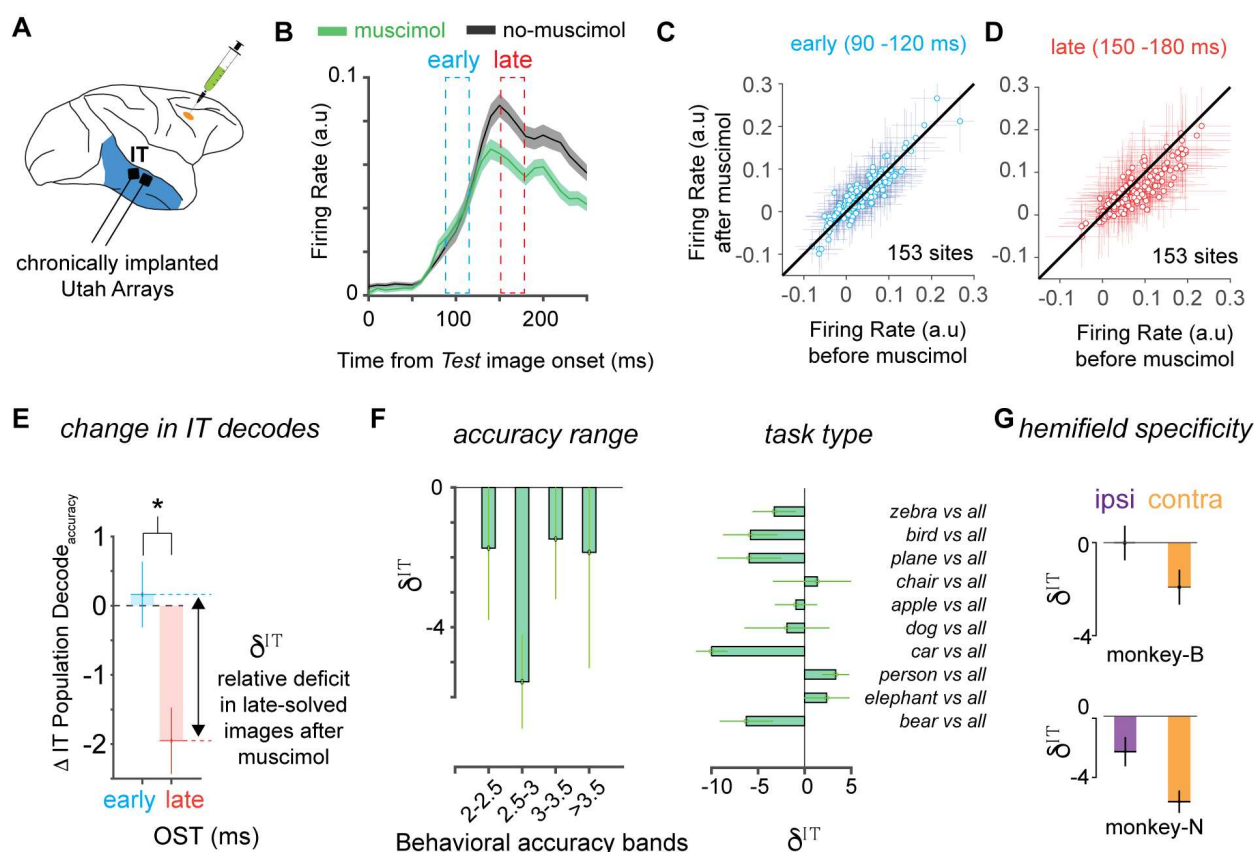 A
IT
chronically implanted
Utah Arrays
B
muscimol
no-muscimol
early
late
0.1
0
Firing Rate (a.u)
0
100
200
Time from Test image onset (ms)
C
early (90 -120 ms)
0.3
0.2
0.1
0
-0.1
Firing Rate (a.u)
after muscimol
153 sites
-0.1
0
0.1
0.2
0.3
Firing Rate (a.u)
before muscimol
D
late (150 -180 ms)
0.3
0.2
0.1
0
-0.1
153 sites
-0.1
0
0.1
0.2
0.3
Firing Rate (a.u)
before muscimol
E
change in IT decodes
*
1
0
-1
-2
Δ IT Population Decode accuracy
δIT
relative deficit
in late-solved
images after
muscimol
early
late
OST (ms)
F
accuracy range
0
-4
δIT
2-2.5
2.5-3
3-3.5
>3.5
Behavioral accuracy bands
task type
zebra vs all
bird vs all
plane vs all
chair vs all
apple vs all
dog vs all
car vs all
person vs all
elephant vs all
bear vs all
-10
-5
0
5
δIT
G
hemifield specificity
ipsi
contra
0
-4
δIT
monkey-B
0
-4
δIT
monkey-N